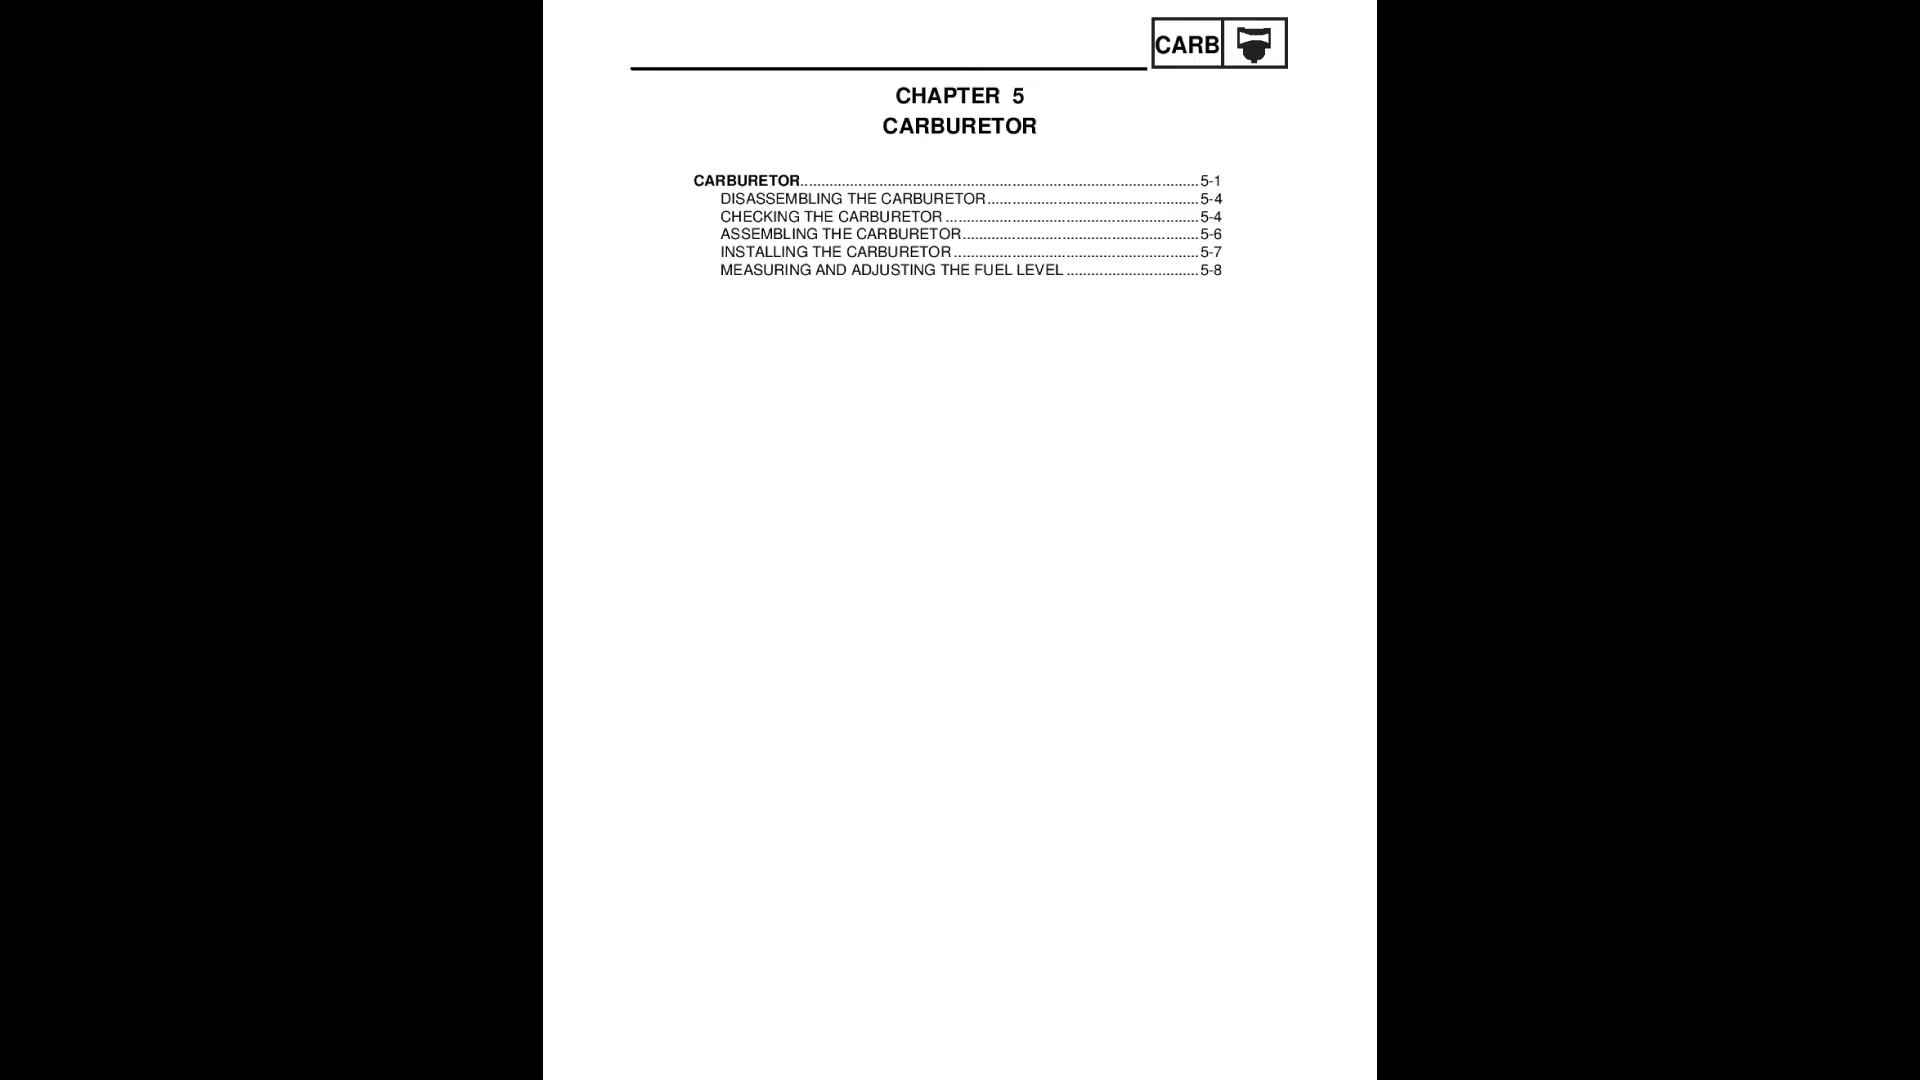 CARB
CHAPTER 5
CARBURETOR
CARBURETOR..........................................................................................5-1
DISASSEMBLING THE CARBURETOR..................................................5-4
CHECKING THE CARBURETOR ............................................................5-4
ASSEMBLING THE CARBURETOR........................................................5-6
INSTALLING THE CARBURETOR ..........................................................5-7
MEASURING AND ADJUSTING THE FUEL LEVEL ................................5-8